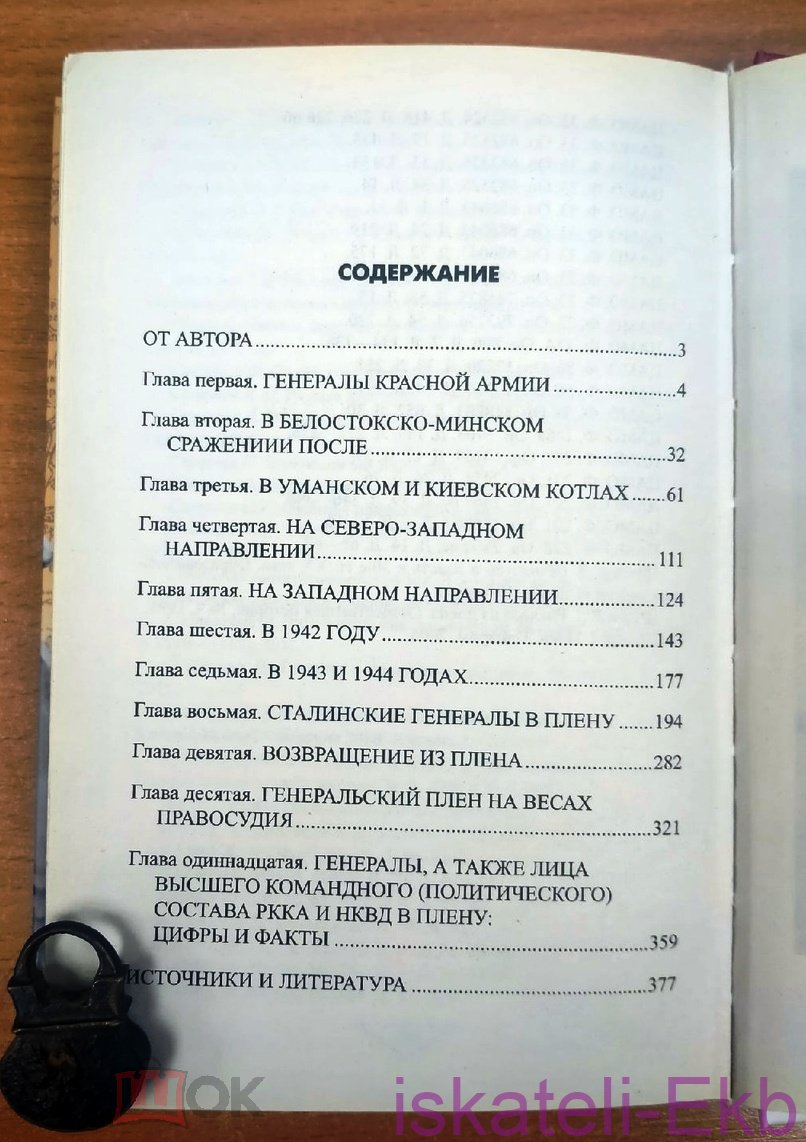 СОДЕРЖАНИЕ
ОТ АВТОРА ..... 3
Глава первая. ГЕНЕРАЛЫ КРАСНОЙ АРМИИ ..... 4
Глава вторая. В БЕЛОСТОКСКО-МИНСКОМ
СРАЖЕНИИИ ПОСЛЕ ..... 32
Глава третья. В УМАНСКОМ И КИЕВСКОМ КОТЛАХ ..... 61
Глава четвертая. НА СЕВЕРО-ЗАПАДНОМ
НАПРАВЛЕНИИ ..... 111
Глава пятая. НА ЗАПАДНОМ НАПРАВЛЕНИИ ..... 124
Глава шестая. В 1942 ГОДУ ..... 143
Глава седьмая. В 1943 И 1944 ГОДАХ ..... 177
Глава восьмая. СТАЛИНСКИЕ ГЕНЕРАЛЫ В ПЛЕНУ ..... 194
Глава девятая. ВОЗВРАЩЕНИЕ ИЗ ПЛЕНА ..... 282
Глава десятая. ГЕНЕРАЛЬСКИЙ ПЛЕН НА ВЕСАХ
ПРАВОСУДИЯ ..... 321
Глава одиннадцатая. ГЕНЕРАЛЫ, А ТАКЖЕ ЛИЦА
ВЫСШЕГО КОМАНДНОГО (ПОЛИТИЧЕСКОГО)
СОСТАВА РККА И НКВД В ПЛЕНУ:
ЦИФРЫ И ФАКТЫ ..... 359
ИСТОЧНИКИ И ЛИТЕРАТУРА ..... 377
iskateli-Ekb